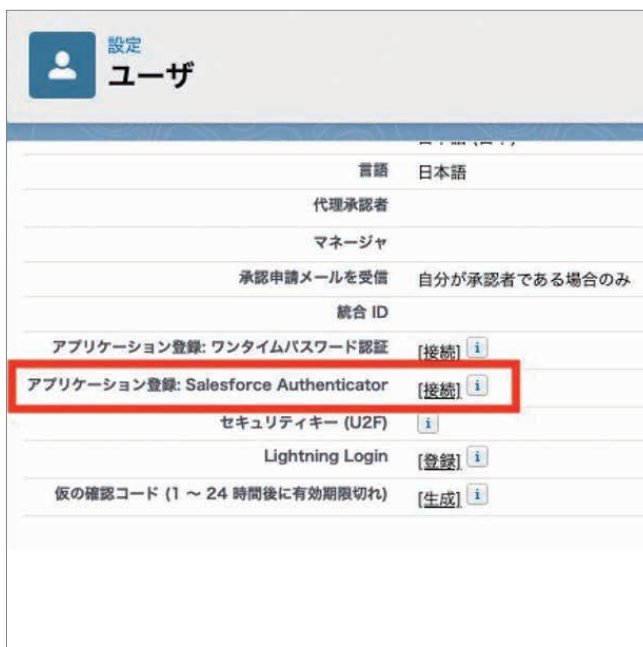 設定
ユーザ
言語 日本語
代理承認者
マネージャ
承認申請メールを受信 自分が承認者である場合のみ
統合 ID
アプリケーション登録: ワンタイムパスワード認証 [接続] i
アプリケーション登録: Salesforce Authenticator [接続] i
セキュリティキー (U2F) i
Lightning Login [登録] i
仮の確認コード (1 ～ 24 時間後に有効期限切れ) [生成] i